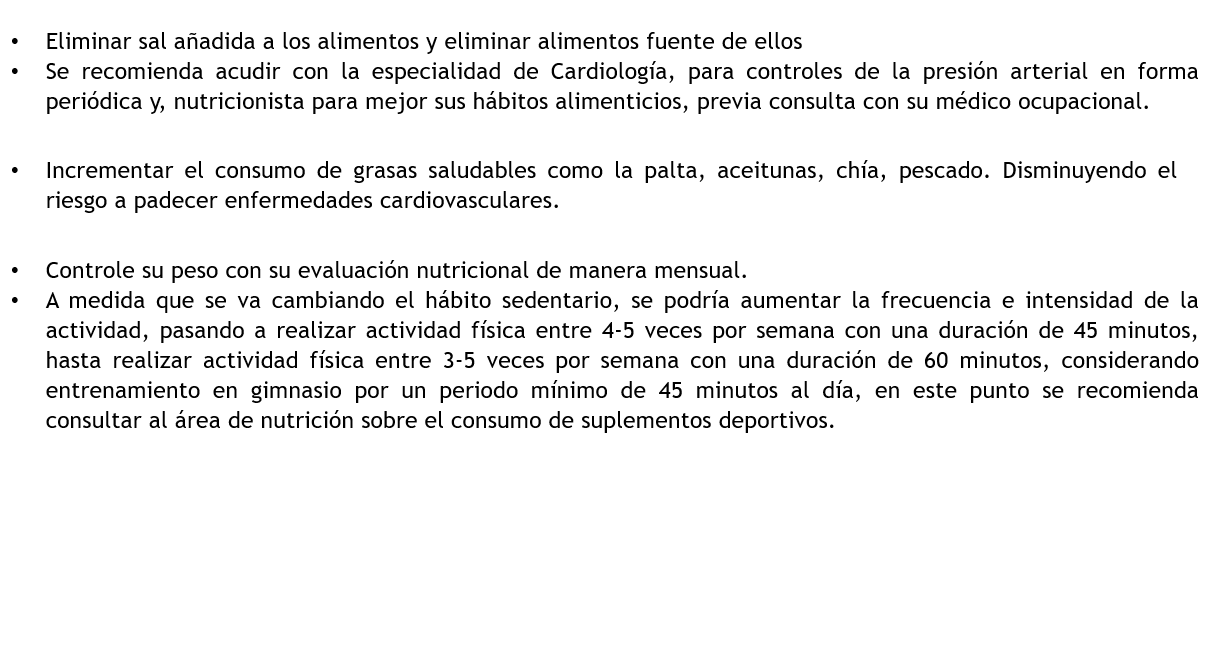 • Eliminar sal añadida a los alimentos y eliminar alimentos fuente de ellos
• Se recomienda acudir con la especialidad de Cardiología, para controles de la presión arterial en forma
periódica y, nutricionista para mejor sus hábitos alimenticios, previa consulta con su médico ocupacional.
• Incrementar el consumo de grasas saludables como la palta, aceitunas, chía, pescado. Disminuyendo el
riesgo a padecer enfermedades cardiovasculares.
• Controle su peso con su evaluación nutricional de manera mensual.
• A medida que se va cambiando el hábito sedentario, se podría aumentar la frecuencia e intensidad de la
actividad, pasando a realizar actividad física entre 4-5 veces por semana con una duración de 45 minutos,
hasta realizar actividad física entre 3-5 veces por semana con una duración de 60 minutos, considerando
entrenamiento en gimnasio por un periodo mínimo de 45 minutos al día, en este punto se recomienda
consultar al área de nutrición sobre el consumo de suplementos deportivos.